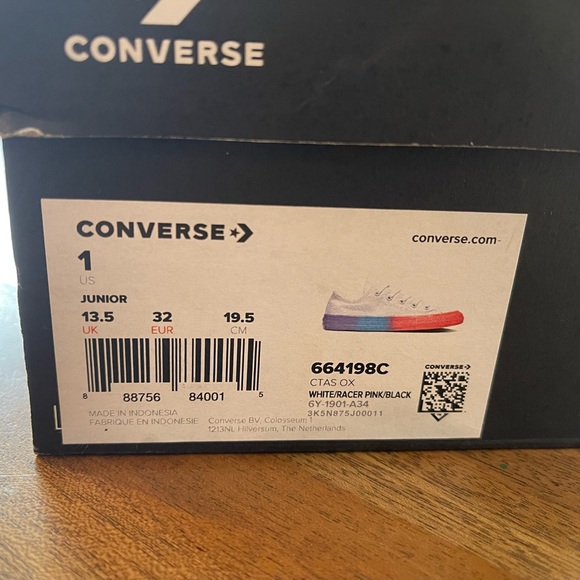 CONVERSE
CONVERSE
converse.com
1
US
JUNIOR
13.5 32 19.5
UK EUR CM
8 88756 84001 5
MADE IN INDONESIA
FABRIQUE EN INDONESIE
Converse BV, Colosseum 1
1213NL Hilversum, The Netherlands
664198C
CTAS OX
WHITE/RACER PINK/BLACK
6Y-1901-A34
3K5N875J00011
CONVERSE